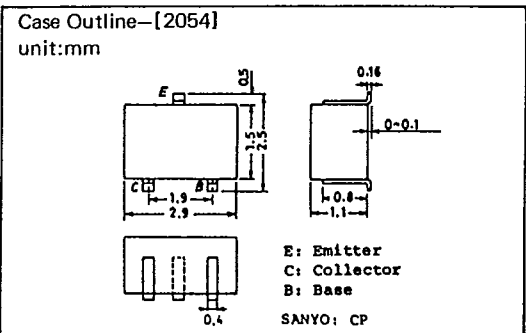 Case Outline—[2054]
unit:mm
0.5
0.16
E
0~0.1
1.5
2.5
C
B
1.9
0.8
2.9
1.1
E: Emitter
C: Collector
B: Base
0.4
SANYO: CP